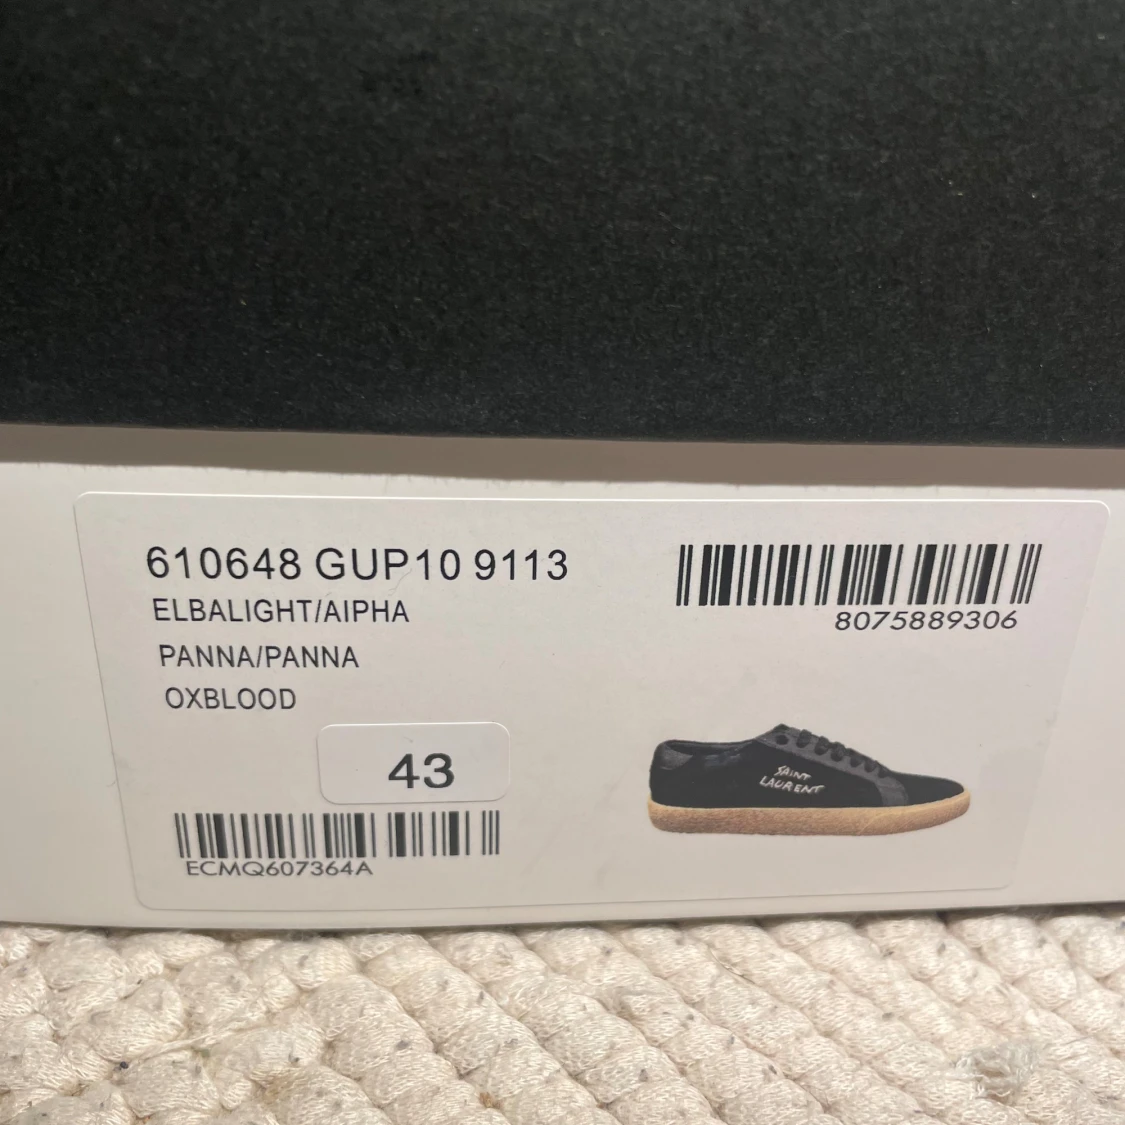 610648 GUP10 9113
ELBALIGHT/AIPHA
PANNA/PANNA
OXBLOOD
43
ECMQ607364A
8075889306
SAINT
LAURENT